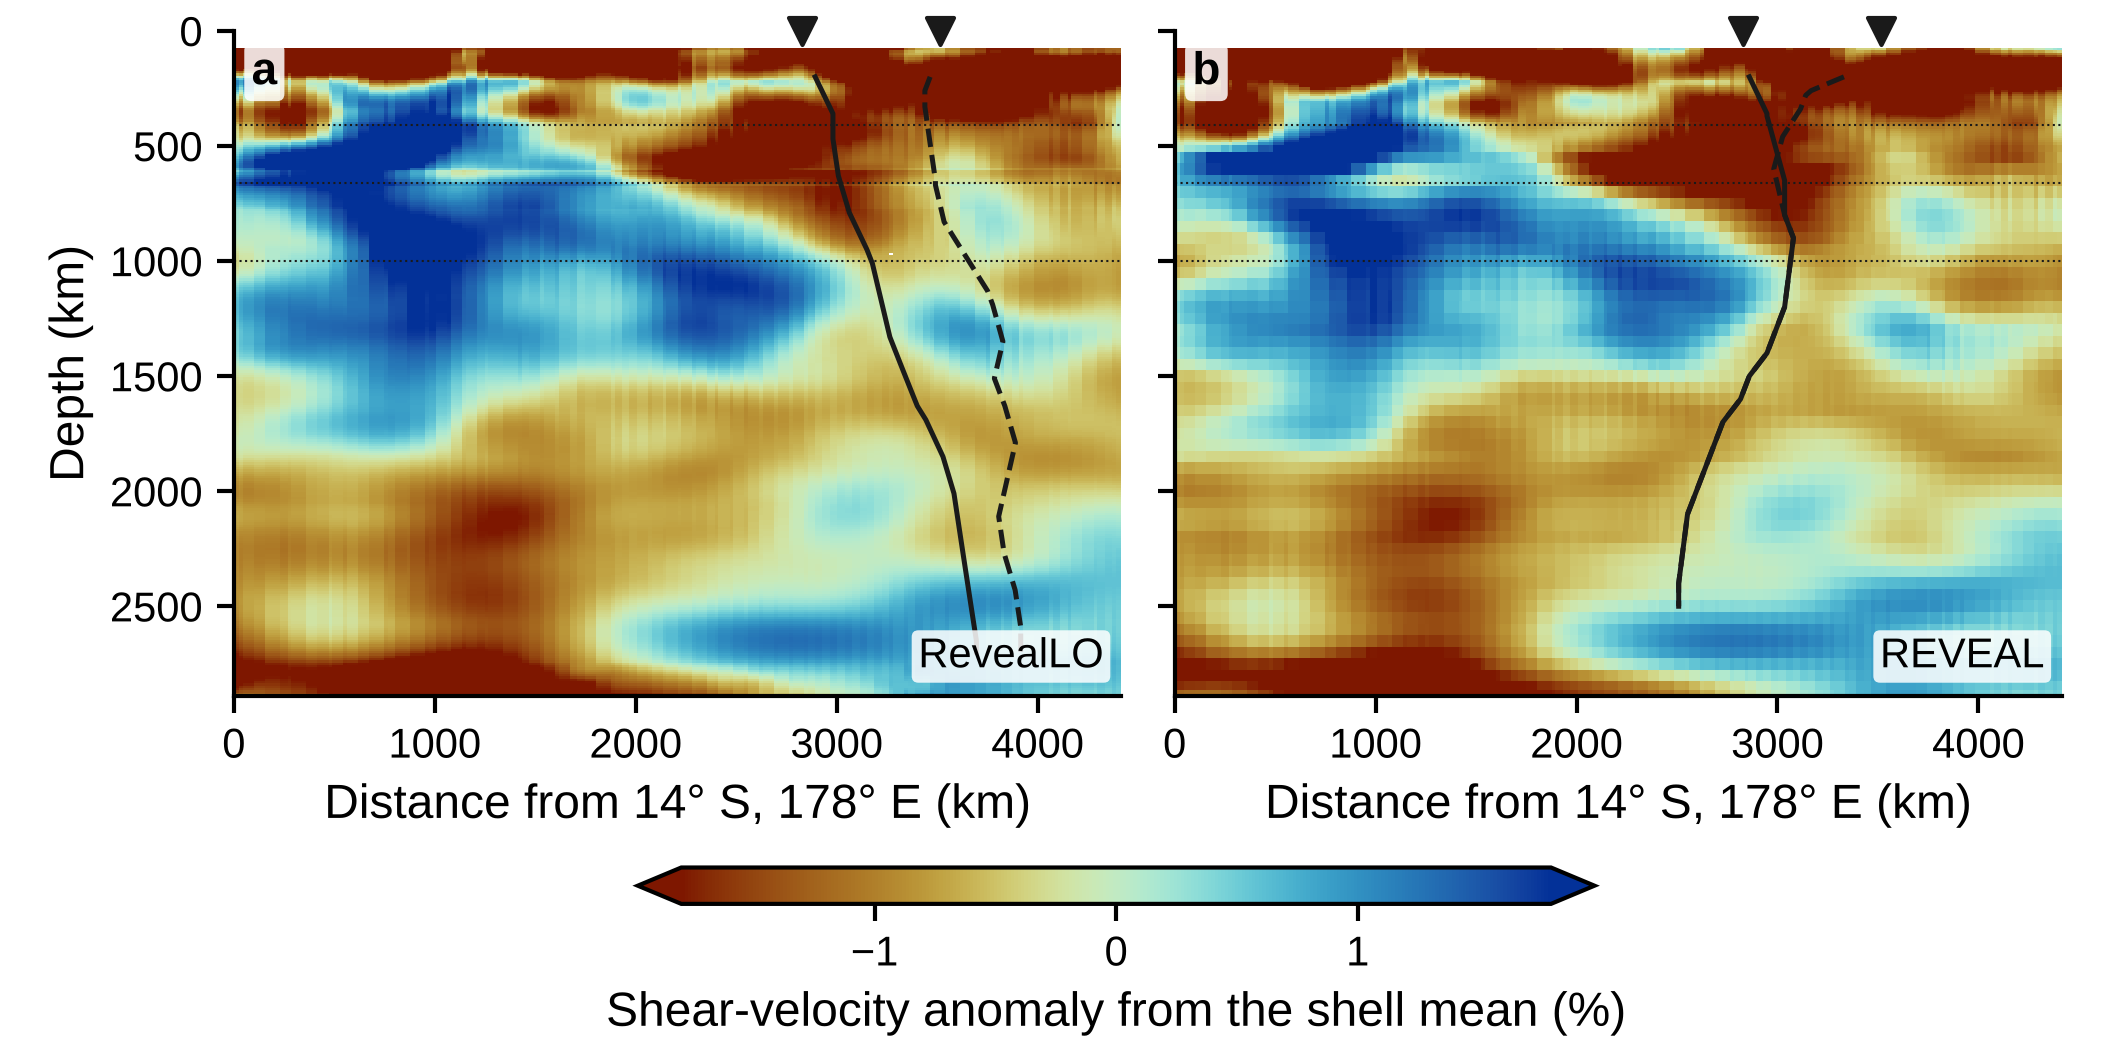 a
b
0
500
1000
1500
2000
2500
Depth (km)
RevealLO
REVEAL
0 1000 2000 3000 4000
0 1000 2000 3000 4000
Distance from 14° S, 178° E (km)
Distance from 14° S, 178° E (km)
−1 0 1
Shear-velocity anomaly from the shell mean (%)